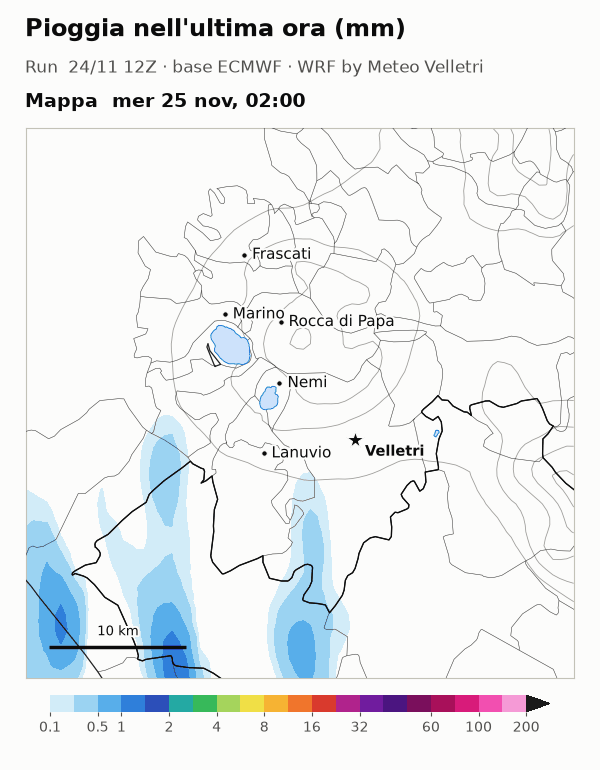 Pioggia nell'ultima ora (mm)
Run  24/11 12Z · base ECMWF · WRF by Meteo Velletri
Mappa  mer 25 nov, 02:00
Frascati
Marino
Rocca di Papa
Nemi
Velletri
Lanuvio
10 km
0.1 0.5 1 2 4 8 16 32 60 100 200